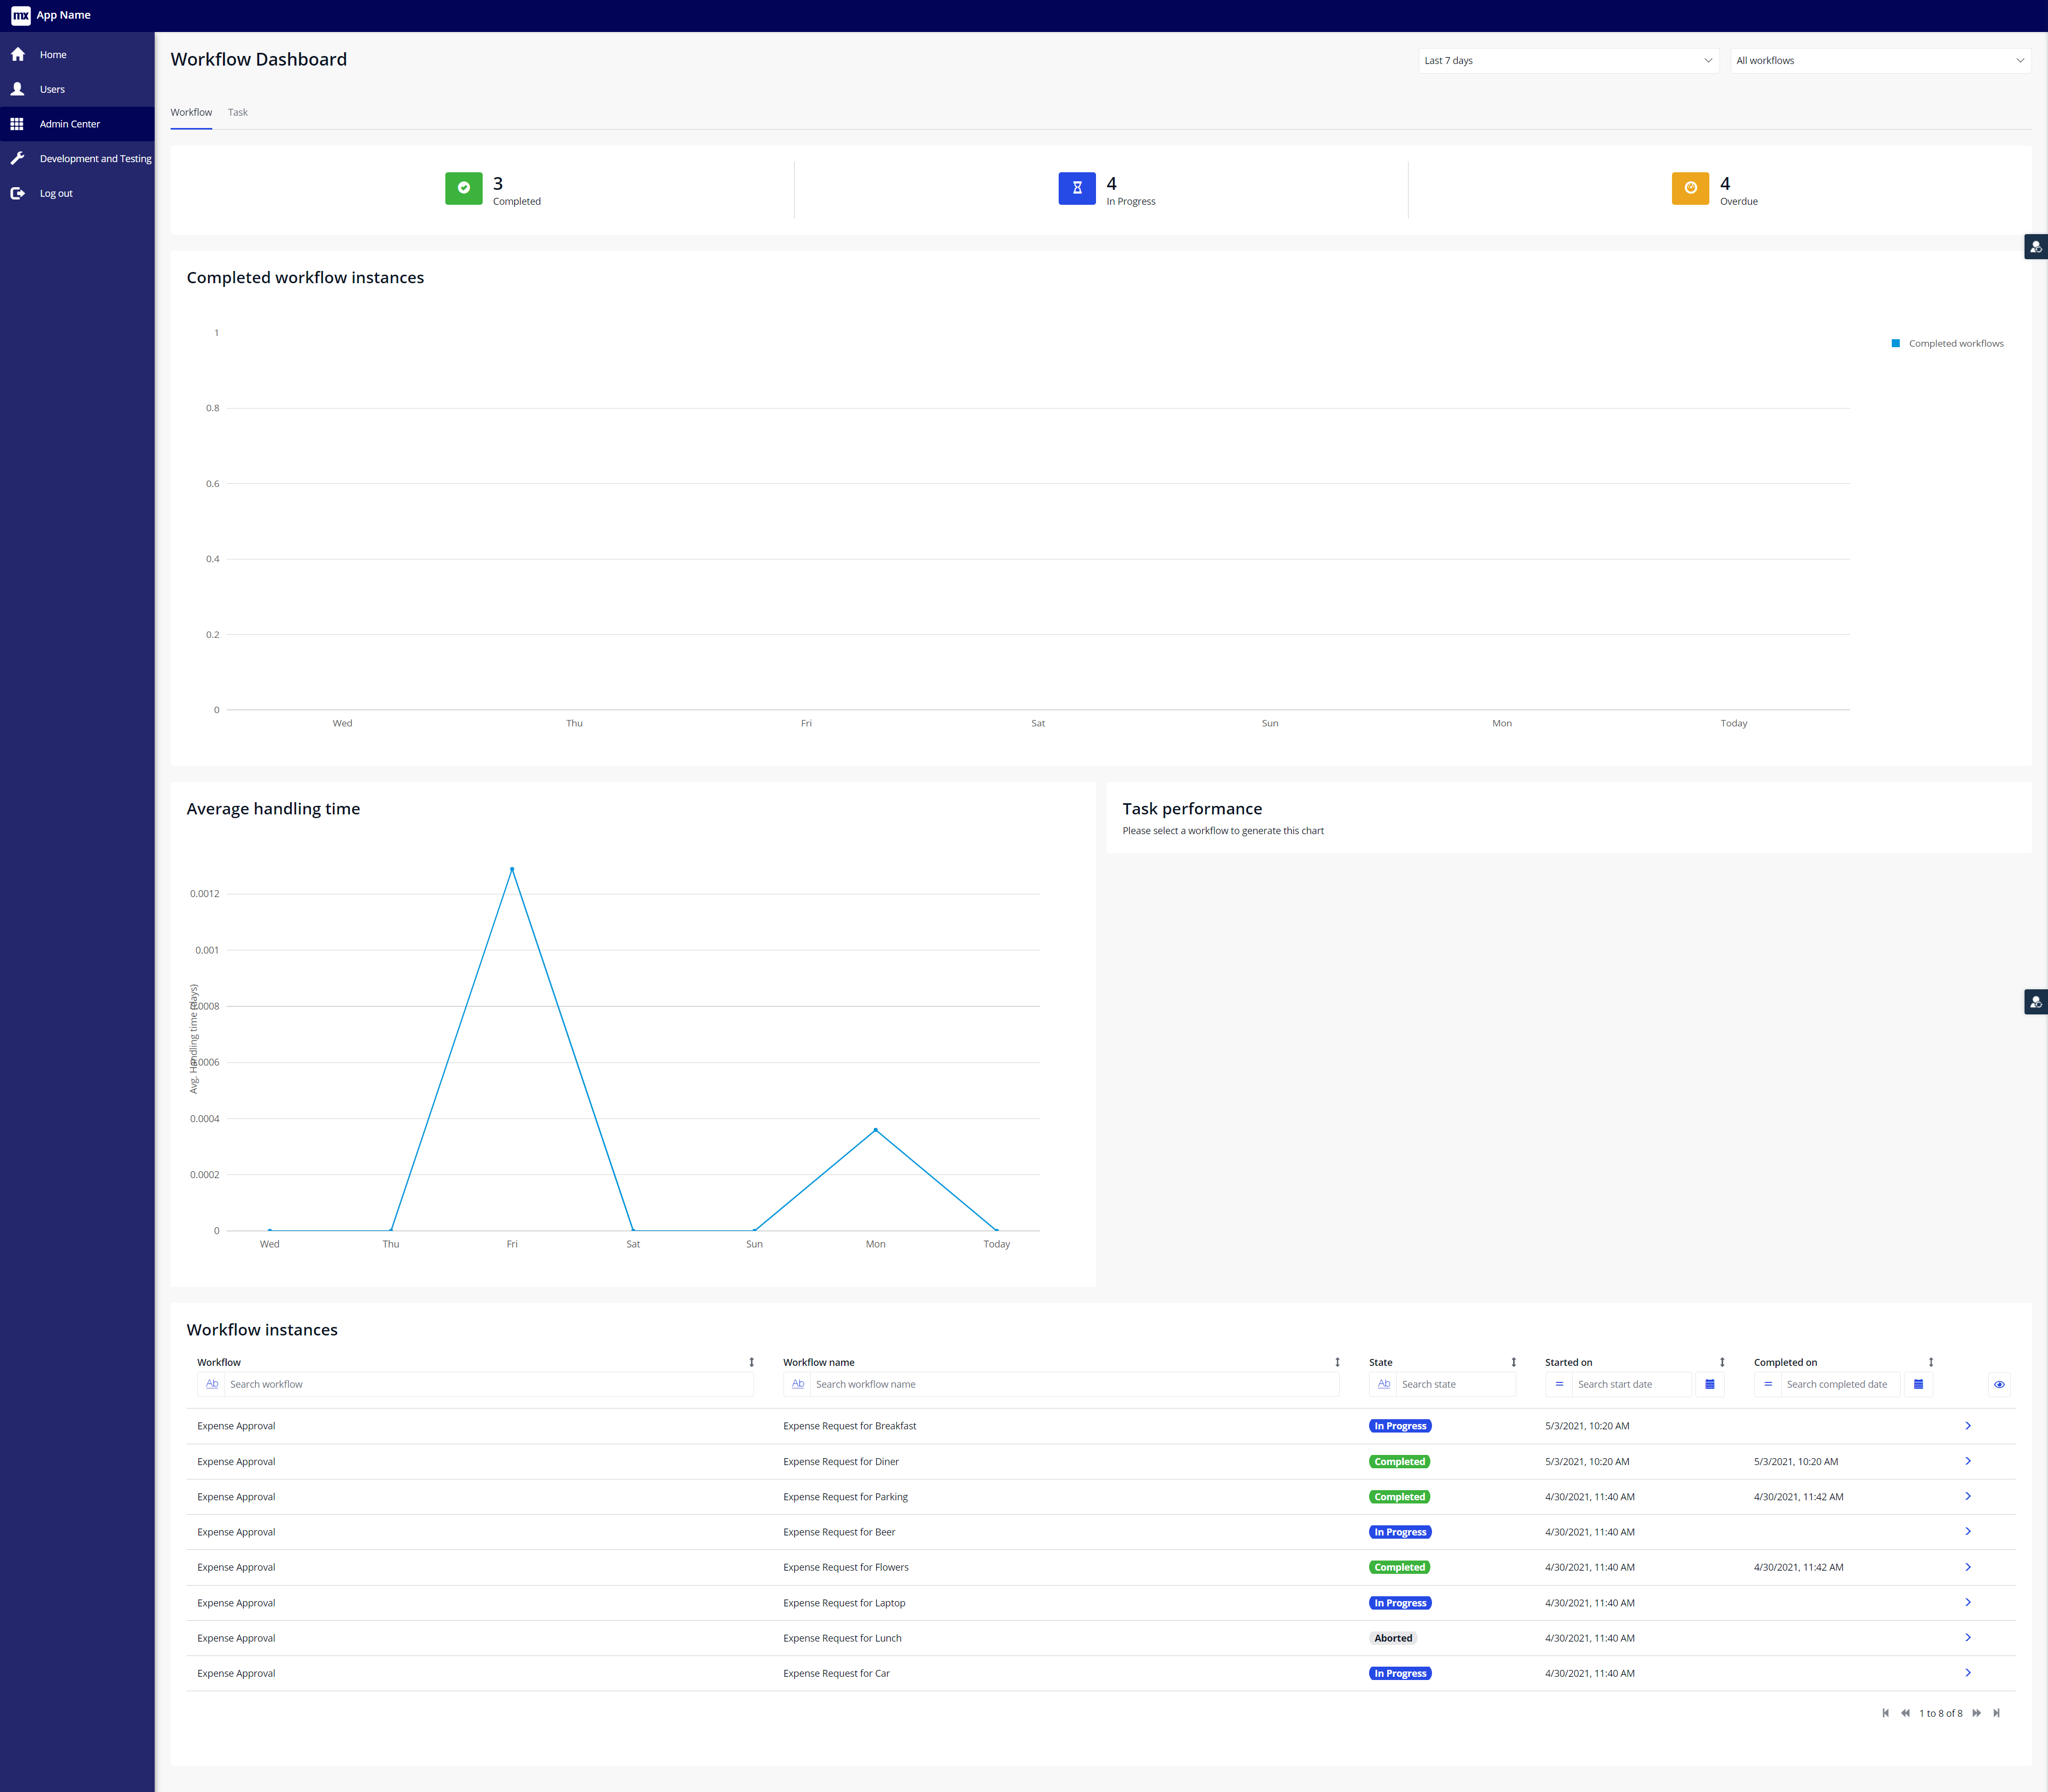 mx App Name
Home
Users
Admin Center
Development and Testing
Log out
Workflow Dashboard
Last 7 days
All workflows
Workflow Task
3
Completed
4
In Progress
4
Overdue
Completed workflow instances
Completed workflows
1
0.8
0.6
0.4
0.2
0
Wed Thu Fri Sat Sun Mon Today
Average handling time
Avg. Handling time (days)
0.0012
0.001
0.0008
0.0006
0.0004
0.0002
0
Wed Thu Fri Sat Sun Mon Today
Task performance
Please select a workflow to generate this chart
Workflow instances
Workflow Workflow name State Started on Completed on
Ab Search workflow Ab Search workflow name Ab Search state = Search start date = Search completed date
Expense Approval Expense Request for Breakfast In Progress 5/3/2021, 10:20 AM
Expense Approval Expense Request for Diner Completed 5/3/2021, 10:20 AM 5/3/2021, 10:20 AM
Expense Approval Expense Request for Parking Completed 4/30/2021, 11:40 AM 4/30/2021, 11:42 AM
Expense Approval Expense Request for Beer In Progress 4/30/2021, 11:40 AM
Expense Approval Expense Request for Flowers Completed 4/30/2021, 11:40 AM 4/30/2021, 11:42 AM
Expense Approval Expense Request for Laptop In Progress 4/30/2021, 11:40 AM
Expense Approval Expense Request for Lunch Aborted 4/30/2021, 11:40 AM
Expense Approval Expense Request for Car In Progress 4/30/2021, 11:40 AM
1 to 8 of 8